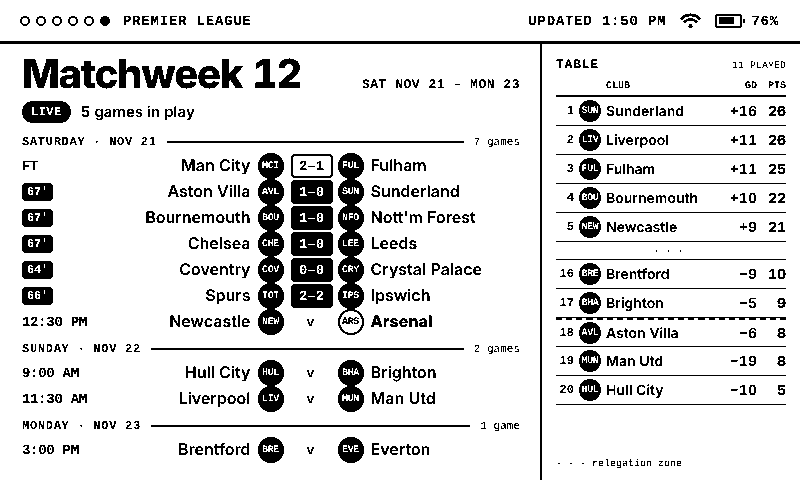 PREMIER LEAGUE UPDATED 1:50 PM 76%
Matchweek 12 SAT NOV 21 – MON 23
LIVE 5 games in play
SATURDAY · NOV 21 7 games
FT Man City MCI 2–1 FUL Fulham
67' Aston Villa AVL 1–0 SUN Sunderland
67' Bournemouth BOU 1–0 NFO Nott'm Forest
67' Chelsea CHE 1–0 LEE Leeds
64' Coventry COV 0–0 CRY Crystal Palace
66' Spurs TOT 2–2 IPS Ipswich
12:30 PM Newcastle NEW v ARS Arsenal
SUNDAY · NOV 22 2 games
9:00 AM Hull City HUL v BHA Brighton
11:30 AM Liverpool LIV v MUN Man Utd
MONDAY · NOV 23 1 game
3:00 PM Brentford BRE v EVE Everton
TABLE 11 PLAYED
CLUB GD PTS
1 SUN Sunderland +16 26
2 LIV Liverpool +11 26
3 FUL Fulham +11 25
4 BOU Bournemouth +10 22
5 NEW Newcastle +9 21
· · ·
16 BRE Brentford −9 10
17 BHA Brighton −5 9
18 AVL Aston Villa −6 8
19 MUN Man Utd −19 8
20 HUL Hull City −10 5
- - - relegation zone